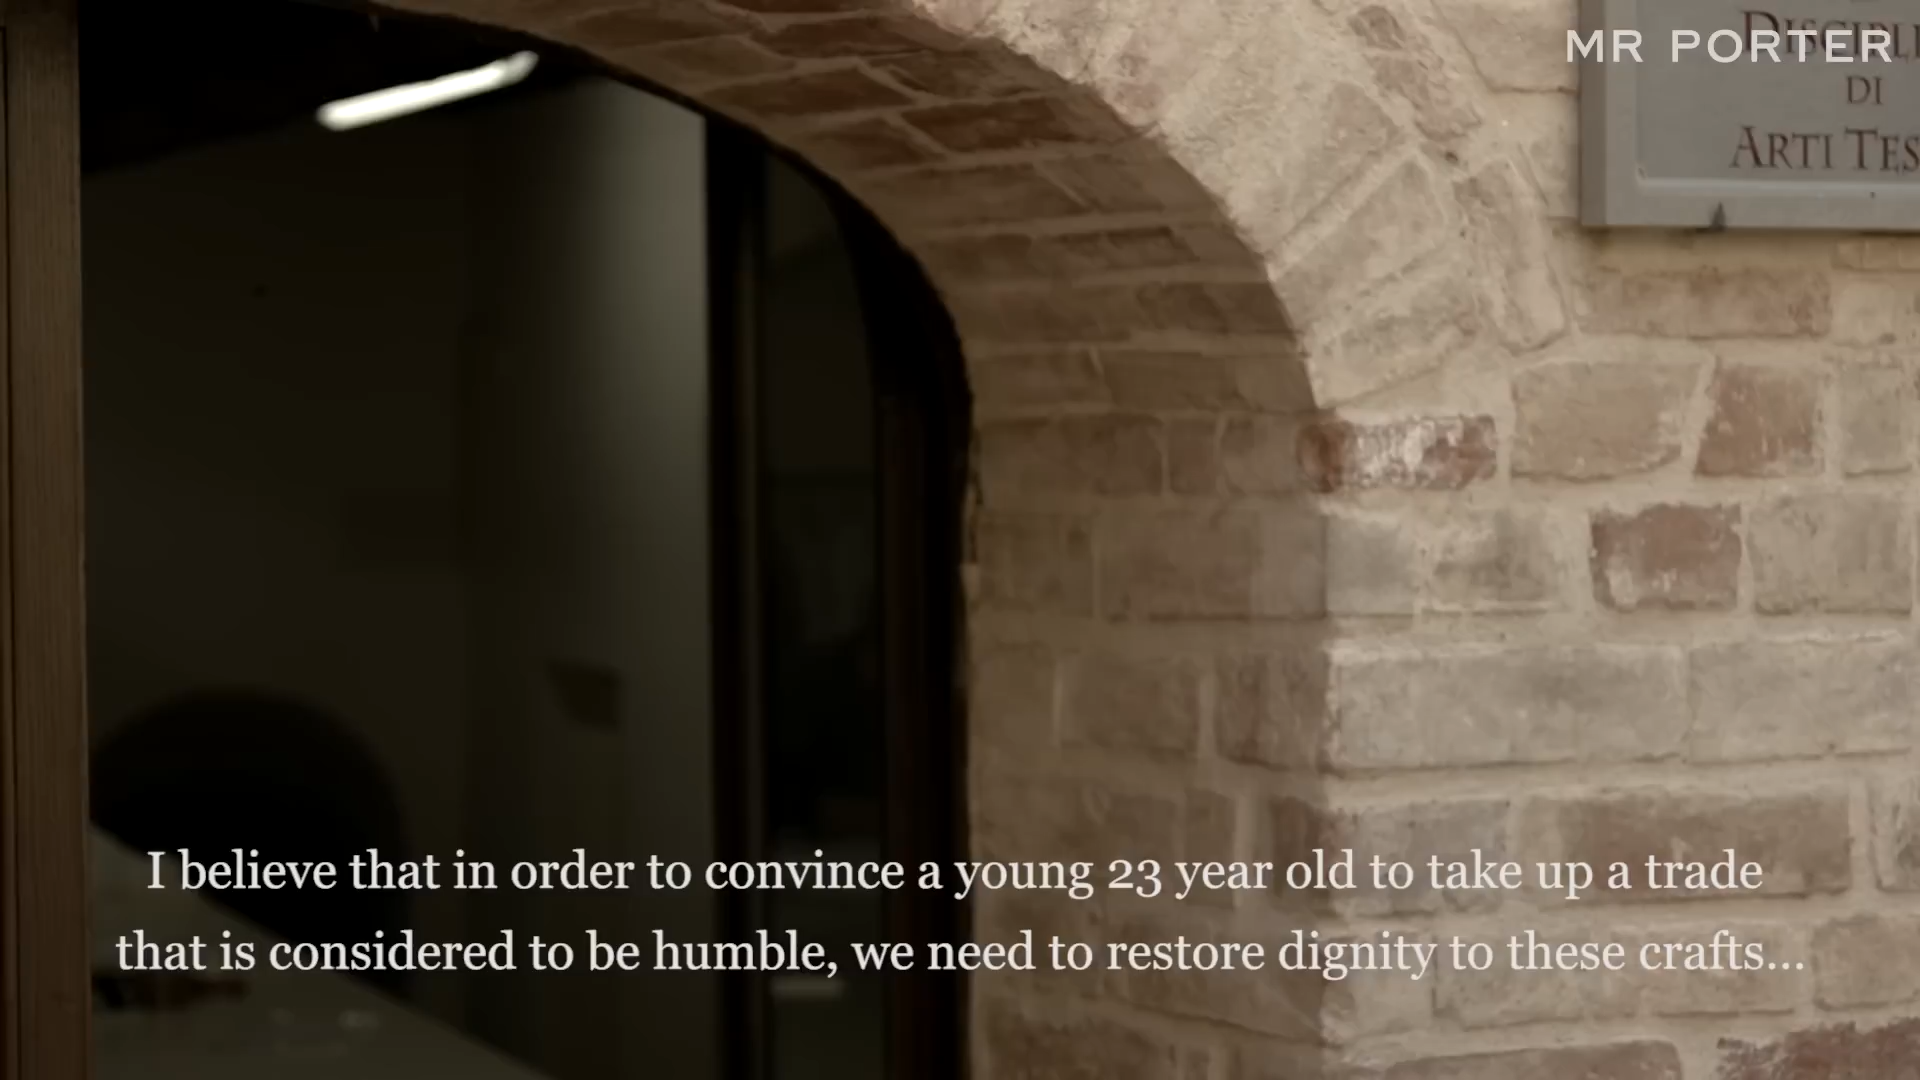 MR PORTER
DI
ARTI
I believe that in order to convince a young 23 year old to take up a trade
that is considered to be humble, we need to restore dignity to these crafts...